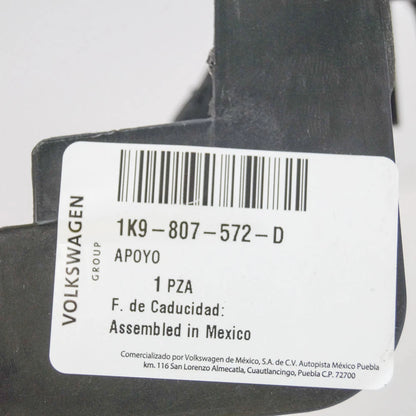 VOLKSWAGEN
GROUP
1K9-807-572-D
APOYO
1 PZA
F. de Caducidad:
Assembled in Mexico
Comercializado por Volkswagen de México, S.A. de C.V. Autopista México Puebla
km. 116 San Lorenzo Almecatla, Cuautlancingo, Puebla C.P. 72700